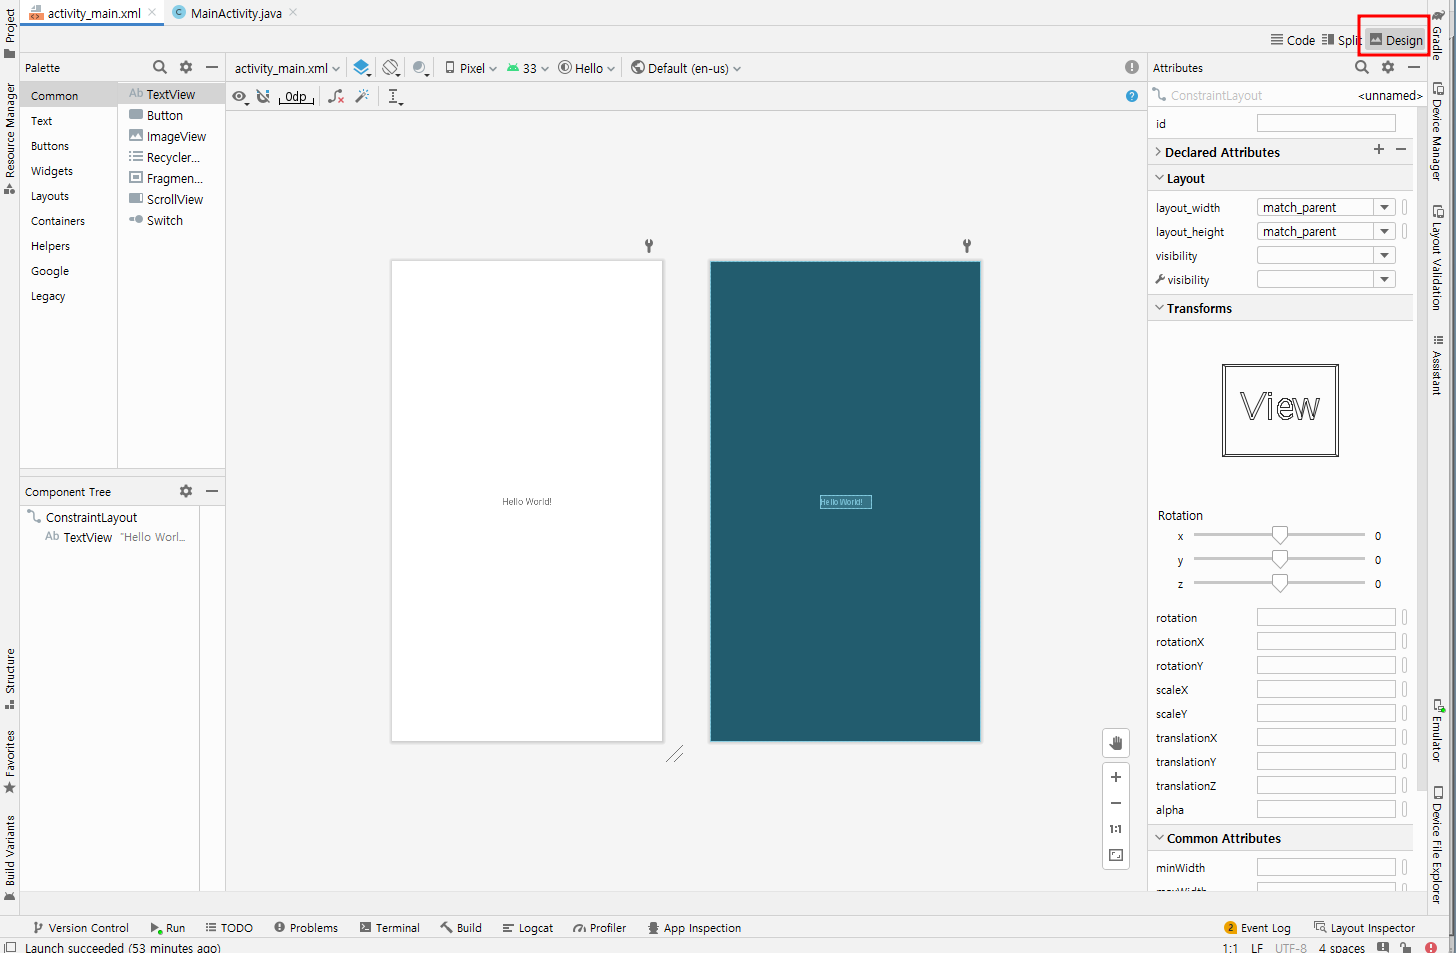 activity_main.xml
MainActivity.java
Code
Split
Design
Project
Resource Manager
Structure
Favorites
Build Variants
Palette
Common
Text
Buttons
Widgets
Layouts
Containers
Helpers
Google
Legacy
Ab TextView
Button
ImageView
Recycler...
Fragmen...
ScrollView
Switch
Component Tree
ConstraintLayout
Ab TextView "Hello Worl...
activity_main.xml
Pixel
33
Hello
Default (en-us)
0dp
Hello World!
Hello World!
1:1
Attributes
ConstraintLayout <unnamed>
id
Declared Attributes
Layout
layout_width match_parent
layout_height match_parent
visibility
visibility
Transforms
View
Rotation
x 0
y 0
z 0
rotation
rotationX
rotationY
scaleX
scaleY
translationX
translationY
translationZ
alpha
Common Attributes
minWidth
maxWidth
Gradle
Device Manager
Layout Validation
Assistant
Emulator
Device File Explorer
Version Control
Run
TODO
Problems
Terminal
Build
Logcat
Profiler
App Inspection
2 Event Log
Layout Inspector
Launch succeeded (53 minutes ago)
1:1 LF UTF-8 4 spaces